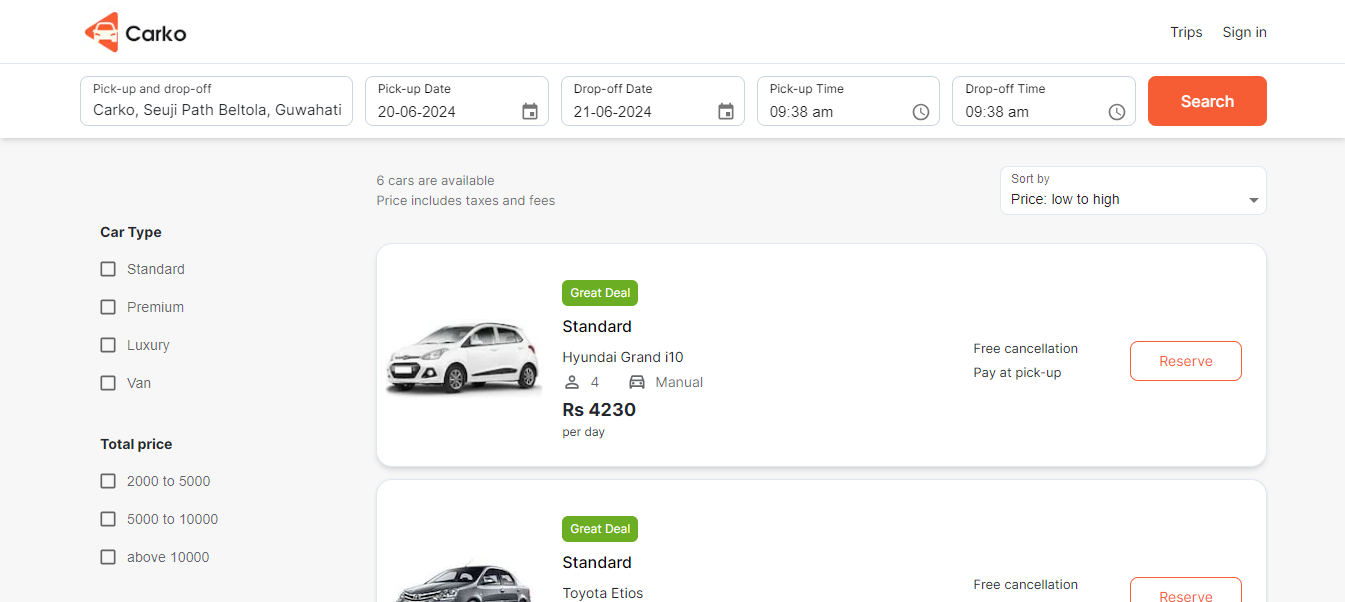 Carko
Trips
Sign in
Pick-up and drop-off
Carko, Seuji Path Beltola, Guwahati
Pick-up Date
20-06-2024
Drop-off Date
21-06-2024
Pick-up Time
09:38 am
Drop-off Time
09:38 am
Search
6 cars are available
Price includes taxes and fees
Sort by
Price: low to high
Car Type
Standard
Premium
Luxury
Van
Total price
2000 to 5000
5000 to 10000
above 10000
Great Deal
Standard
Hyundai Grand i10
4
Manual
Rs 4230
per day
Free cancellation
Pay at pick-up
Reserve
Great Deal
Standard
Toyota Etios
Free cancellation
Reserve